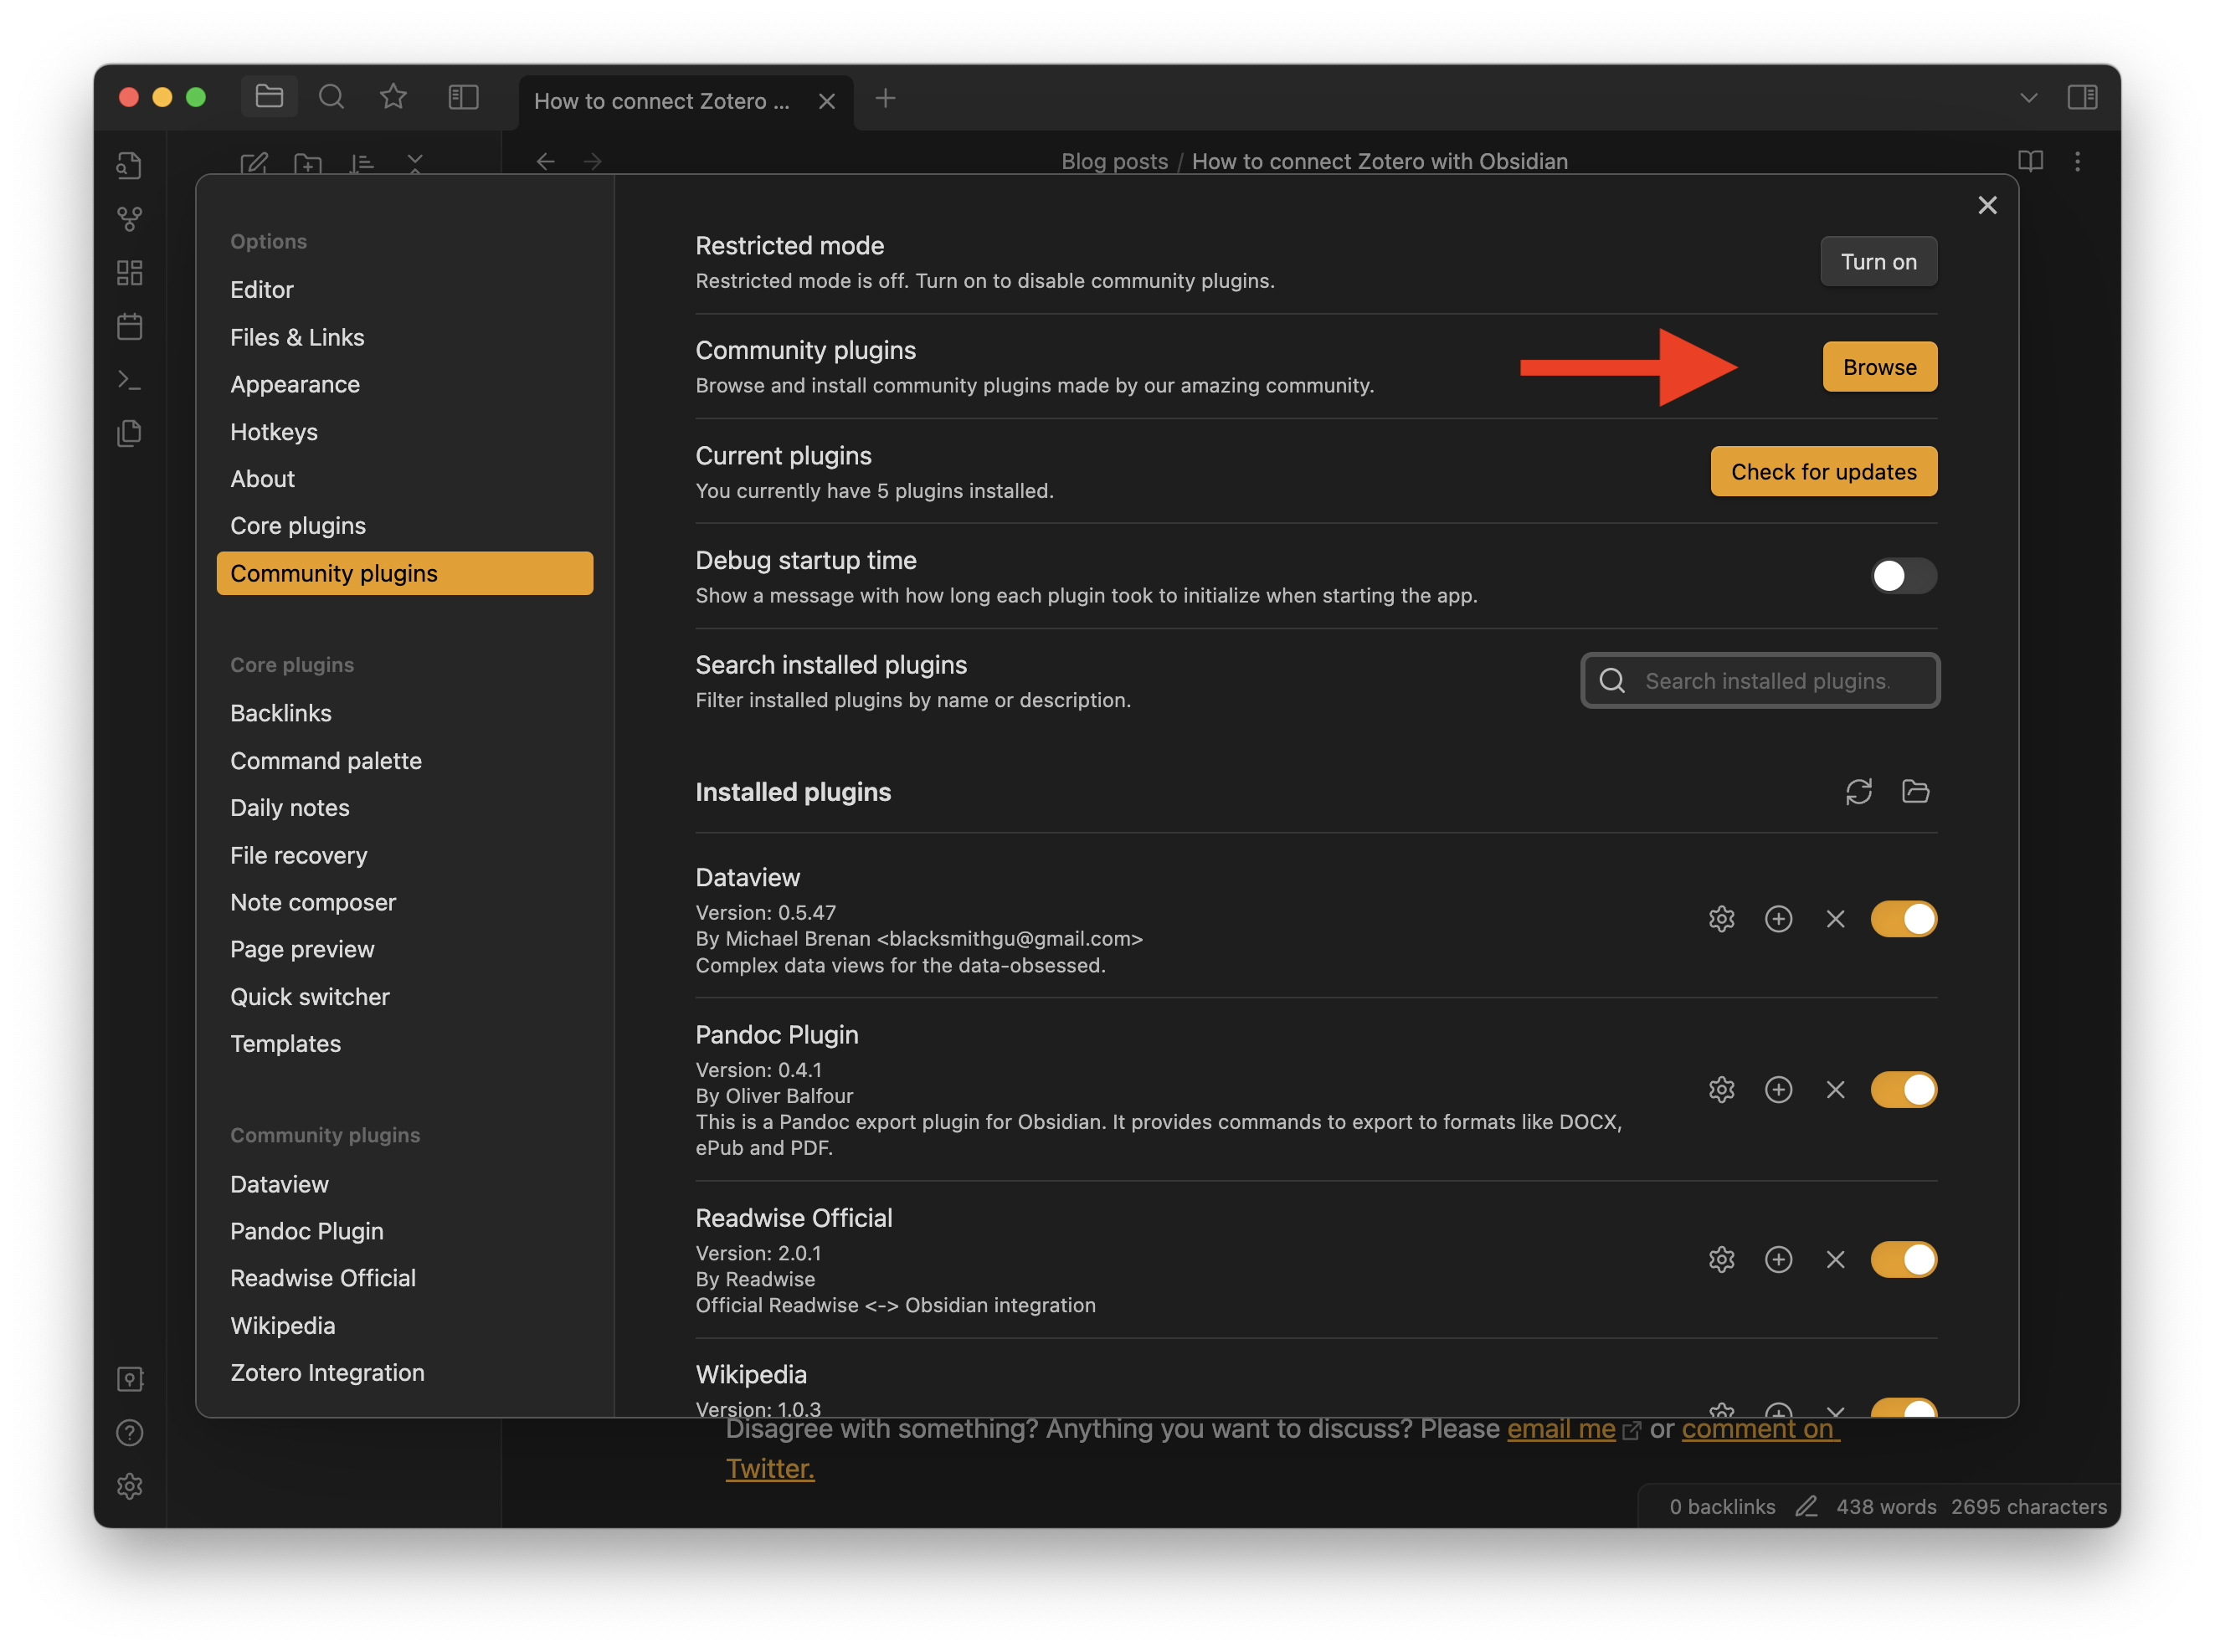 How to connect Zotero ...
Blog posts / How to connect Zotero with Obsidian
Options
Editor
Files & Links
Appearance
Hotkeys
About
Core plugins
Community plugins
Core plugins
Backlinks
Command palette
Daily notes
File recovery
Note composer
Page preview
Quick switcher
Templates
Community plugins
Dataview
Pandoc Plugin
Readwise Official
Wikipedia
Zotero Integration
Restricted mode
Restricted mode is off. Turn on to disable community plugins.
Turn on
Community plugins
Browse and install community plugins made by our amazing community.
Browse
Current plugins
You currently have 5 plugins installed.
Check for updates
Debug startup time
Show a message with how long each plugin took to initialize when starting the app.
Search installed plugins
Filter installed plugins by name or description.
Search installed plugins.
Installed plugins
Dataview
Version: 0.5.47
By Michael Brenan <blacksmithgu@gmail.com>
Complex data views for the data-obsessed.
Pandoc Plugin
Version: 0.4.1
By Oliver Balfour
This is a Pandoc export plugin for Obsidian. It provides commands to export to formats like DOCX,
ePub and PDF.
Readwise Official
Version: 2.0.1
By Readwise
Official Readwise <-> Obsidian integration
Wikipedia
Version: 1.0.3
Disagree with something? Anything you want to discuss? Please email me or comment on
Twitter.
0 backlinks 438 words 2695 characters